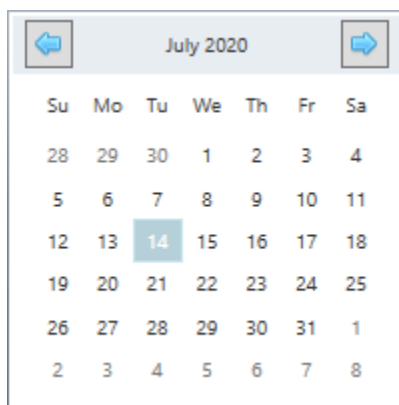 July 2020
Su Mo Tu We Th Fr Sa
28 29 30 1 2 3 4
5 6 7 8 9 10 11
12 13 14 15 16 17 18
19 20 21 22 23 24 25
26 27 28 29 30 31 1
2 3 4 5 6 7 8